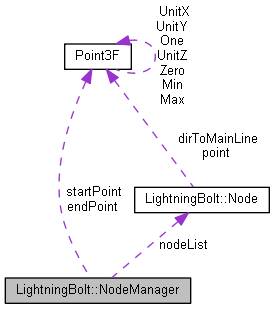 UnitX
UnitY
One
UnitZ
Zero
Min
Max
Point3F
dirToMainLine
point
startPoint
endPoint
LightningBolt::Node
nodeList
LightningBolt::NodeManager